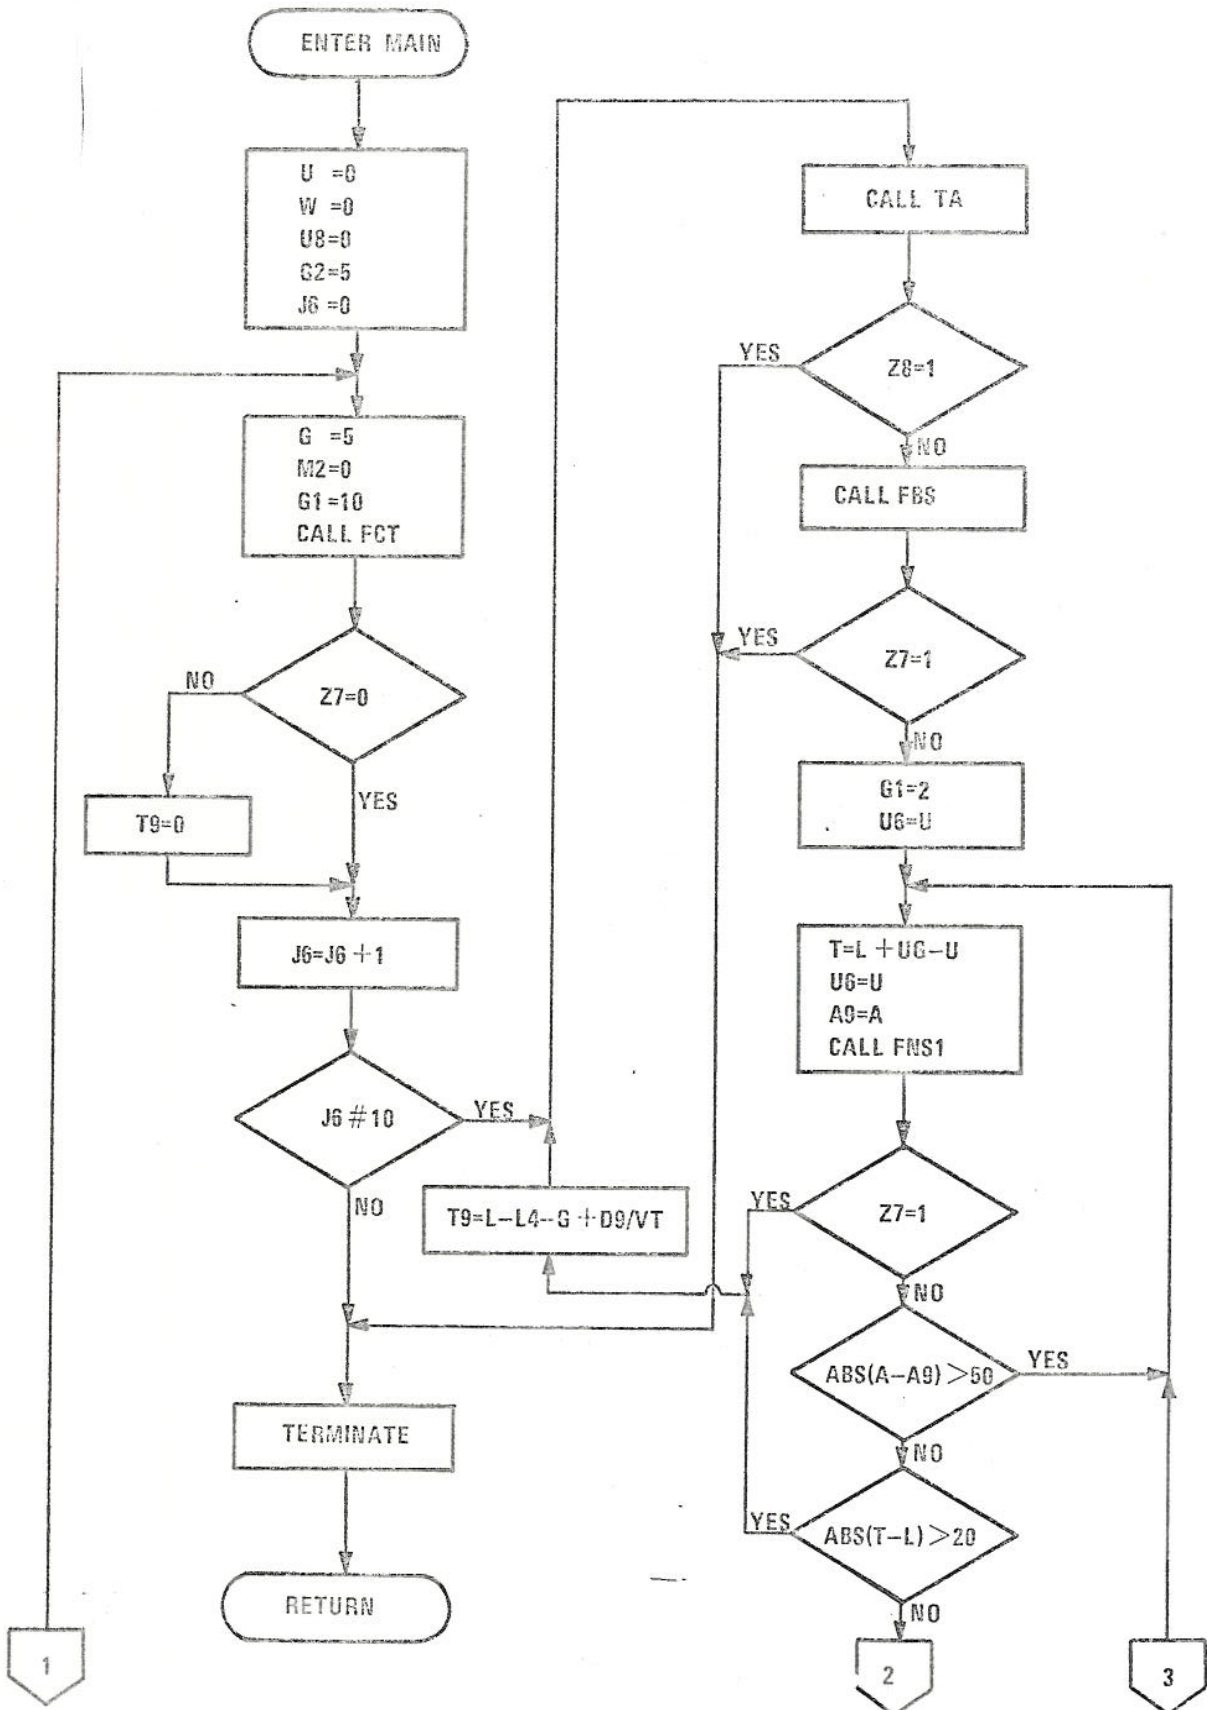 ENTER MAIN
U =0
W =0
U8=0
G2=5
J6 =0
G =5
M2=0
G1=10
CALL FCT
Z7=0
NO
YES
T9=0
J6=J6+1
J6 # 10
YES
NO
T9=L-L4-G+D9/VT
TERMINATE
RETURN
1
CALL TA
Z8=1
YES
NO
CALL FBS
Z7=1
YES
NO
G1=2
U6=U
T=L+U6-U
U6=U
A9=A
CALL FNS1
Z7=1
YES
NO
ABS(A-A9)>50
YES
NO
ABS(T-L)>20
YES
NO
2
3